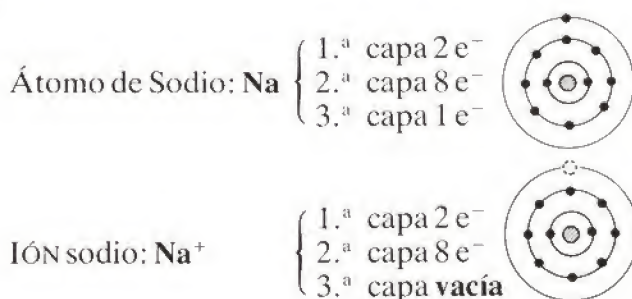 1.ª capa 2 e⁻
Átomo de Sodio: Na { 2.ª capa 8 e⁻
3.ª capa 1 e⁻
1.ª capa 2 e⁻
IÓN sodio: Na⁺ { 2.ª capa 8 e⁻
3.ª capa vacía